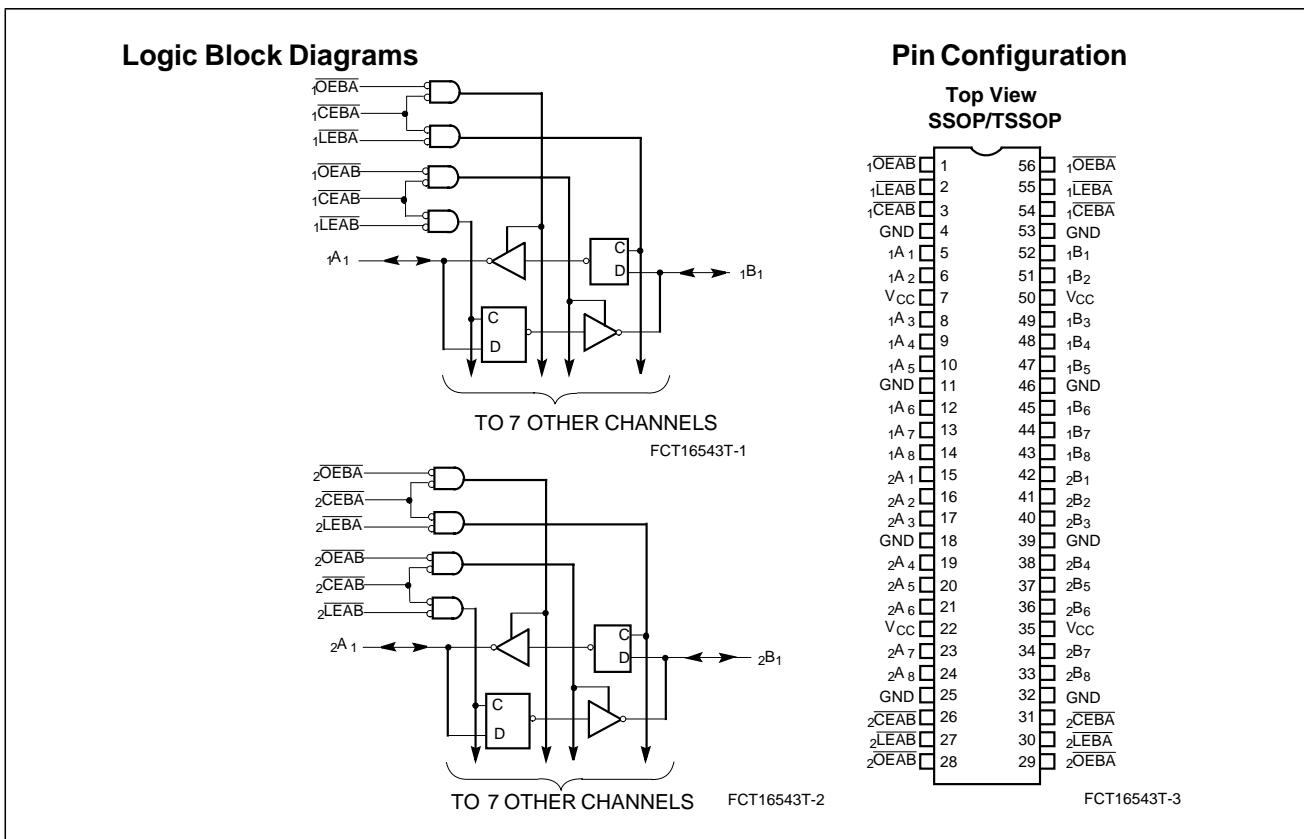 Logic Block Diagrams
1OEBA
1CEBA
1LEBA
1OEAB
1CEAB
1LEAB
1A1
C
D
1B1
C
D
TO 7 OTHER CHANNELS
FCT16543T-1
2OEBA
2CEBA
2LEBA
2OEAB
2CEAB
2LEAB
2A1
C
D
2B1
C
D
TO 7 OTHER CHANNELS
FCT16543T-2
Pin Configuration
Top View
SSOP/TSSOP
1OEAB 1 56 1OEBA
1LEAB 2 55 1LEBA
1CEAB 3 54 1CEBA
GND 4 53 GND
1A1 5 52 1B1
1A2 6 51 1B2
VCC 7 50 VCC
1A3 8 49 1B3
1A4 9 48 1B4
1A5 10 47 1B5
GND 11 46 GND
1A6 12 45 1B6
1A7 13 44 1B7
1A8 14 43 1B8
2A1 15 42 2B1
2A2 16 41 2B2
2A3 17 40 2B3
GND 18 39 GND
2A4 19 38 2B4
2A5 20 37 2B5
2A6 21 36 2B6
VCC 22 35 VCC
2A7 23 34 2B7
2A8 24 33 2B8
GND 25 32 GND
2CEAB 26 31 2CEBA
2LEAB 27 30 2LEBA
2OEAB 28 29 2OEBA
FCT16543T-3